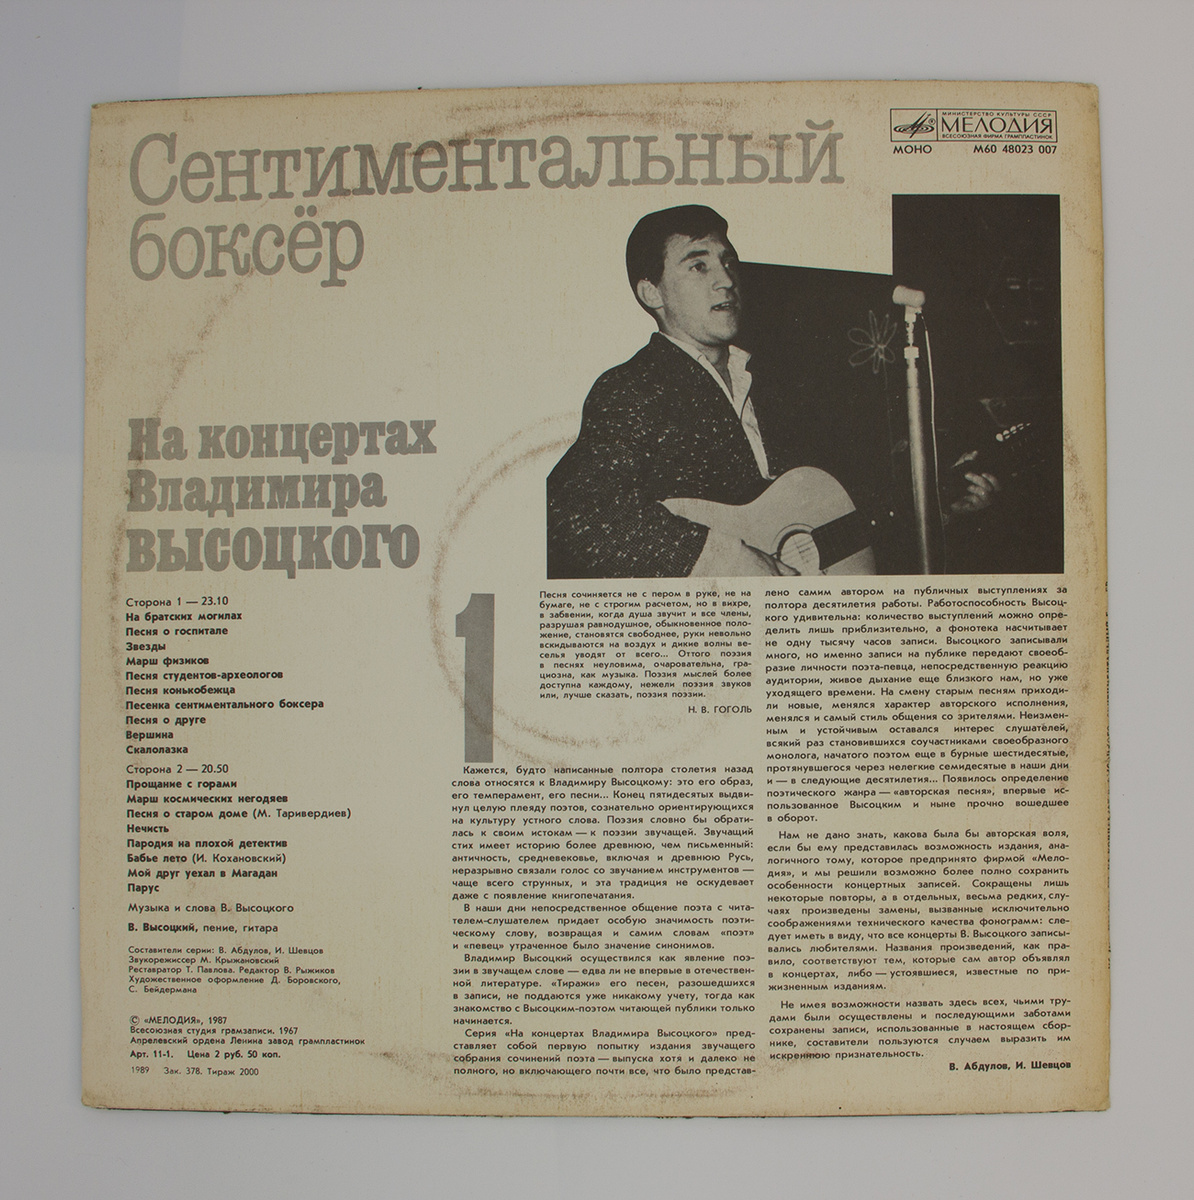 Сентиментальный
боксёр
МИНИСТЕРСТВО КУЛЬТУРЫ СССР
МЕЛОДИЯ
ВСЕСОЮЗНАЯ ФИРМА ГРАМПЛАСТИНОК
МОНО М60 48023 007
На концертах
Владимира
высоцкого
Сторона 1 — 23.10
На братских могилах
Песня о госпитале
Звезды
Марш физиков
Песня студентов-археологов
Песня конькобежца
Песенка сентиментального боксера
Песня о друге
Вершина
Скалолазка
Сторона 2 — 20.50
Прощание с горами
Марш космических негодяев
Песня о старом доме (М. Таривердиев)
Нечисть
Пародия на плохой детектив
Бабье лето (И. Кохановский)
Мой друг уехал в Магадан
Парус
Музыка и слова В. Высоцкого
В. Высоцкий, пение, гитара
Составители серии: В. Абдулов, И. Шевцов
Звукорежиссер М. Крыжановский
Реставратор Т. Павлова. Редактор В. Рыжиков
Художественное оформление Д. Боровского,
С. Бейдермана
© «МЕЛОДИЯ», 1987
Всесоюзная студия грамзаписи. 1967
Апрелевский ордена Ленина завод грампластинок
Арт. 11-1. Цена 2 руб. 50 коп.
1989 Зак. 378. Тираж 2000
1
Песня сочиняется не с пером в руке, не на
бумаге, не с строгим расчетом, но в вихре,
в забвении, когда душа звучит и все члены,
разрушая равнодушное, обыкновенное поло-
жение, становятся свободнее, руки невольно
вскидываются на воздух и дикие волны ве-
селья уводят от всего... Оттого поэзия
в песнях неуловима, очаровательна, гра-
циозна, как музыка. Поэзия мыслей более
доступна каждому, нежели поэзия звуков
или, лучше сказать, поэзия поэзии.
Н. В. ГОГОЛЬ
Кажется, будто написанные полтора столетия назад
слова относятся к Владимиру Высоцкому: это его образ,
его темперамент, его песни... Конец пятидесятых выдви-
нул целую плеяду поэтов, сознательно ориентирующихся
на культуру устного слова. Поэзия словно бы обрати-
лась к своим истокам — к поэзии звучащей. Звучащий
стих имеет историю более древнюю, чем письменный:
античность, средневековье, включая и древнюю Русь,
неразрывно связали голос со звучанием инструментов —
чаще всего струнных, и эта традиция не оскудевает
даже с появление книгопечатания.
В наши дни непосредственное общение поэта с чита-
телем-слушателем придает особую значимость поэти-
ческому слову, возвращая и самим словам «поэт»
и «певец» утраченное было значение синонимов.
Владимир Высоцкий осуществился как явление поэ-
зии в звучащем слове — едва ли не впервые в отечествен-
ной литературе. «Тиражи» его песен, разошедшихся
в записи, не поддаются уже никакому учету, тогда как
знакомство с Высоцким-поэтом читающей публики только
начинается.
Серия «На концертах Владимира Высоцкого» пред-
ставляет собой первую попытку издания звучащего
собрания сочинений поэта — выпуска хотя и далеко не
полного, но включающего почти все, что было представ-
лено самим автором на публичных выступлениях за
полтора десятилетия работы. Работоспособность Высоц-
кого удивительна: количество выступлений можно опре-
делить лишь приблизительно, а фонотека насчитывает
не одну тысячу часов записи. Высоцкого записывали
много, но именно записи на публике передают своеоб-
разие личности поэта-певца, непосредственную реакцию
аудитории, живое дыхание еще близкого нам, но уже
уходящего времени. На смену старым песням приходи-
ли новые, менялся характер авторского исполнения,
менялся и самый стиль общения со зрителями. Неизмен-
ным и устойчивым оставался интерес слушателей,
всякий раз становившихся соучастниками своеобразного
монолога, начатого поэтом еще в бурные шестидесятые,
протянувшегося через нелегкие семидесятые в наши дни
и — в следующие десятилетия... Появилось определение
поэтического жанра — «авторская песня», впервые ис-
пользованное Высоцким и ныне прочно вошедшее
в оборот.
Нам не дано знать, какова была бы авторская воля,
если бы ему представилась возможность издания, ана-
логичного тому, которое предпринято фирмой «Мело-
дия», и мы решили возможно более полно сохранить
особенности концертных записей. Сокращены лишь
некоторые повторы, а в отдельных, весьма редких, слу-
чаях произведены замены, вызванные исключительно
соображениями технического качества фонограмм: сле-
дует иметь в виду, что все концерты В. Высоцкого записы-
вались любителями. Названия произведений, как пра-
вило, соответствуют тем, которые сам автор объявлял
в концертах, либо — устоявшиеся, известные по при-
жизненным изданиям.
Не имея возможности назвать здесь всех, чьими тру-
дами были осуществлены и последующими заботами
сохранены записи, использованные в настоящем сбор-
нике, составители пользуются случаем выразить им
искреннюю признательность.
В. Абдулов, И. Шевцов